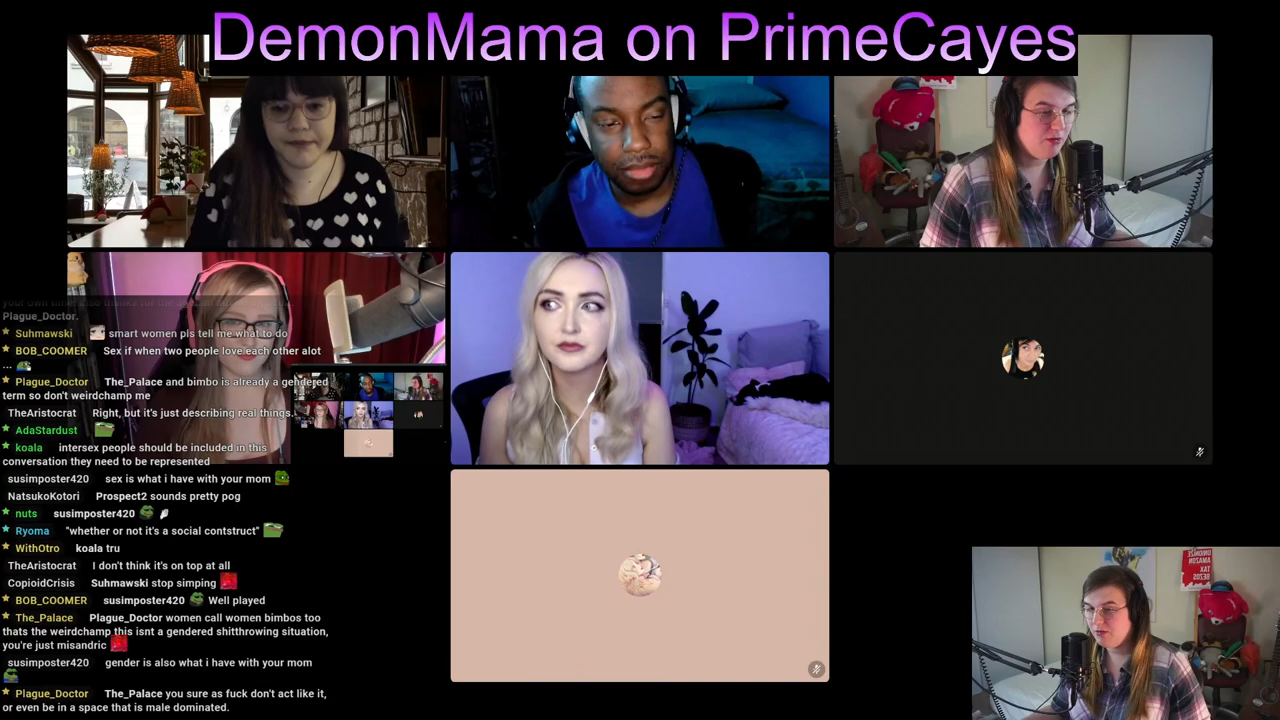 DemonMama on PrimeCayes
Plague_Doctor.
Suhmawski smart women pls tell me what to do
BOB_COOMER Sex if when two people love each other alot
...
Plague_Doctor The_Palace and bimbo is already a gendered
term so don't weirdchamp me
TheAristocrat Right, but it's just describing real things.
AdaStardust
koala intersex people should be included in this
conversation they need to be represented
susimposter420 sex is what i have with your mom
NatsukoKotori Prospect2 sounds pretty pog
nuts susimposter420
Ryoma "whether or not it's a social contstruct"
WithOtro koala tru
TheAristocrat I don't think it's on top at all
CopioidCrisis Suhmawski stop simping
BOB_COOMER susimposter420 Well played
The_Palace Plague_Doctor women call women bimbos too
thats the weirdchamp this isnt a gendered shitthrowing situation,
you're just misandric
susimposter420 gender is also what i have with your mom
Plague_Doctor The_Palace you sure as fuck don't act like it,
or even be in a space that is male dominated.